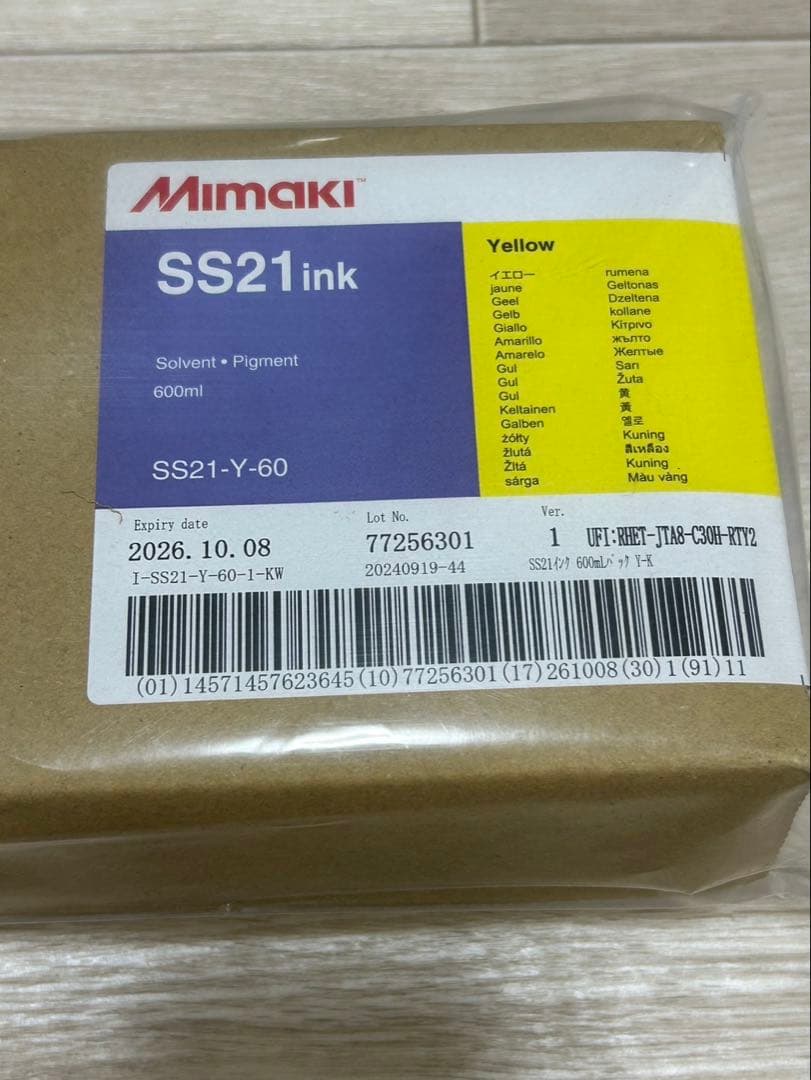 Mimaki™
SS21 ink
Solvent • Pigment
600ml
SS21-Y-60
Yellow
イエロー
jaune
Geel
Gelb
Giallo
Amarillo
Amarelo
Gul
Gul
Gul
Keltainen
Galben
żółty
žlutá
Žltá
sárga
rumena
Geltonas
Dzeltena
kollane
Κίτρινο
жълто
Желтые
Sarı
Žuta
黄
黃
옐로
Kuning
สีเหลือง
Kuning
Màu vàng
Expiry date
2026.10.08
I-SS21-Y-60-1-KW
Lot No.
77256301
20240919-44
Ver.
1 UFI:RHET-JTA8-C30H-RTY2
SS21インク 600mLパック Y-K
(01)14571457623645(10)77256301(17)261008(30)1(91)11